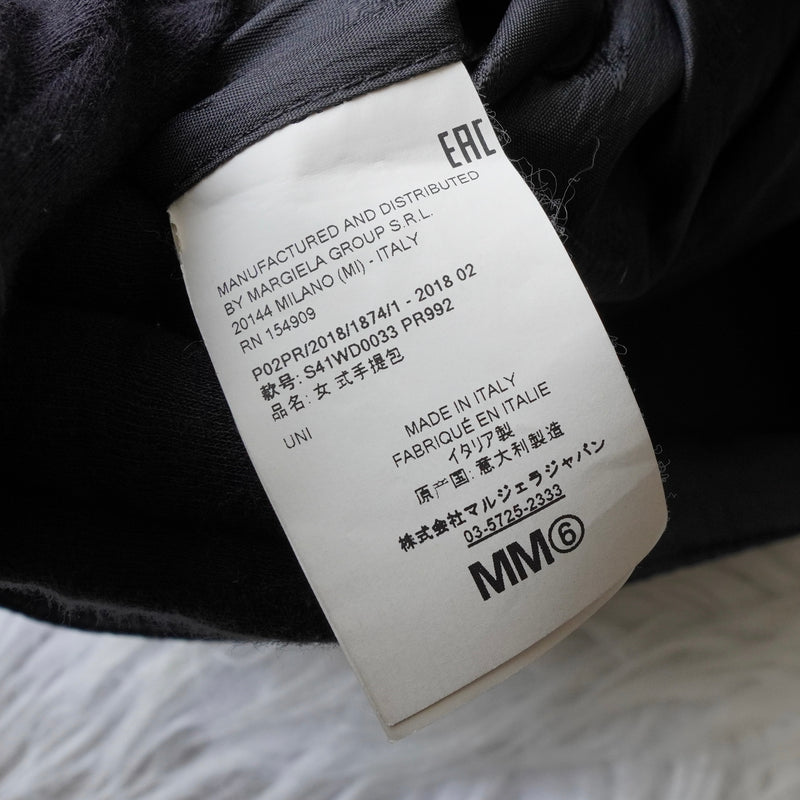 EAC
MANUFACTURED AND DISTRIBUTED
BY MARGIELA GROUP S.R.L.
20144 MILANO (MI) - ITALY
RN 154909
P02PR/2018/1874/1 - 2018 02
款号: S41WD0033 PR992
品名: 女 式手提包
UNI
MADE IN ITALY
FABRIQUÉ EN ITALIE
イタリア製
原产国: 意大利製造
株式会社マルジェラジャパン
03-5725-2333
MM⑥